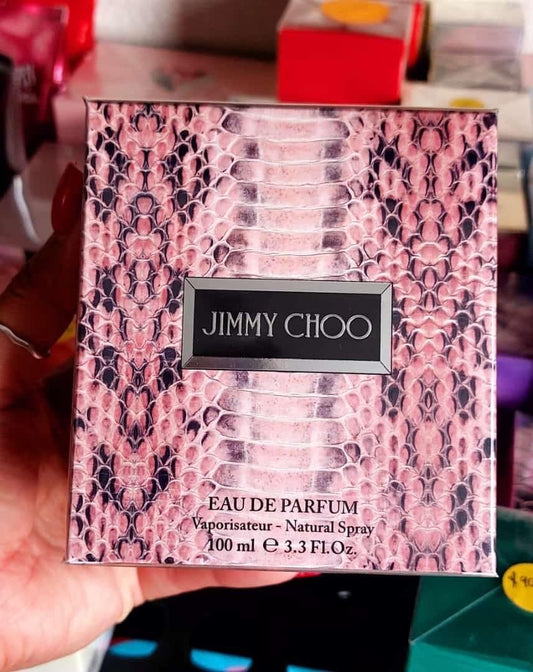 JIMMY CHOO
EAU DE PARFUM
Vaporisateur - Natural Spray
100 ml ℮ 3.3 Fl.Oz.